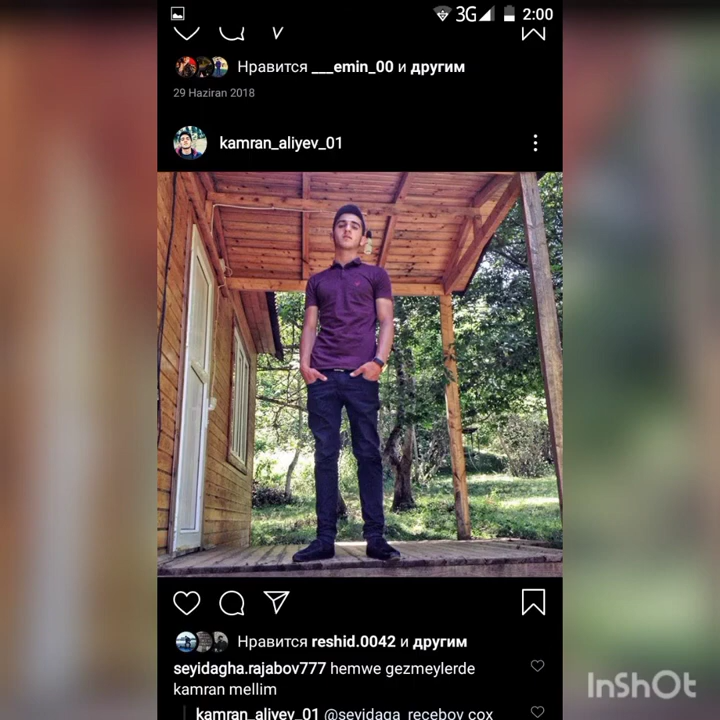 3G 2:00
Нравится ___emin_00 и другим
29 Haziran 2018
kamran_aliyev_01
Нравится reshid.0042 и другим
seyidagha.rajabov777 hemwe gezmeylerde
kamran mellim
kamran_aliyev_01 @seyidaga_recebov cox
InShOt